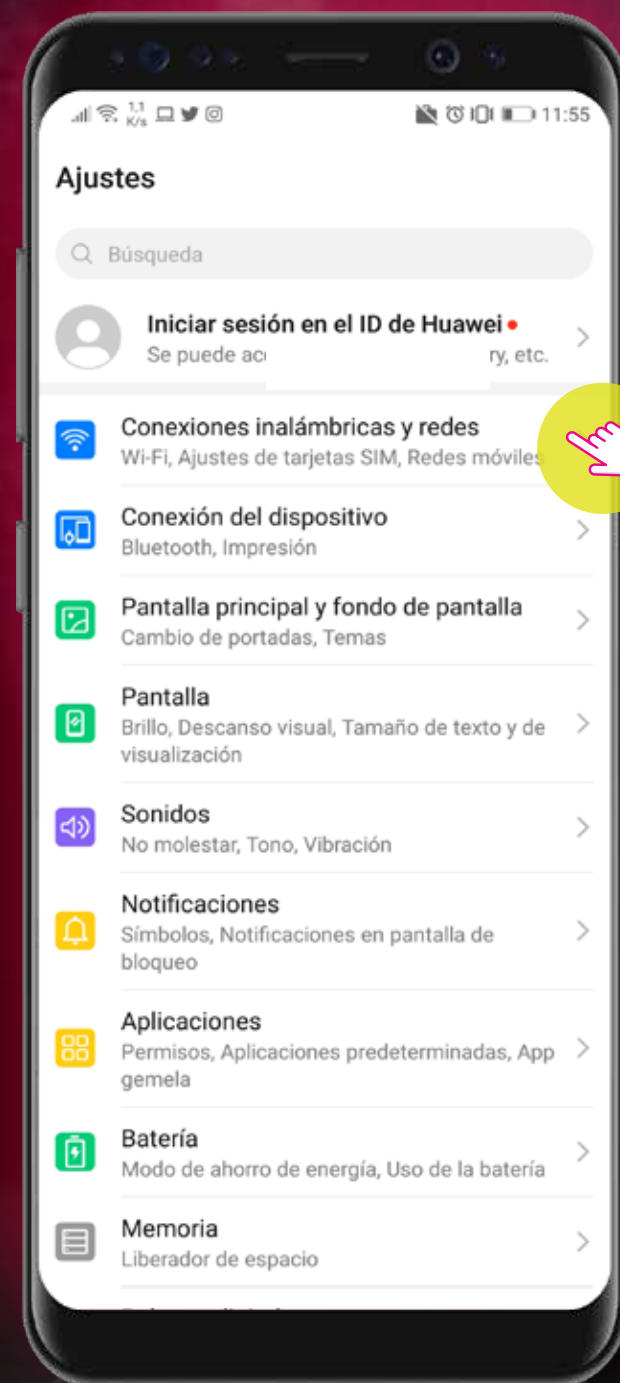 1,1
K/s
11:55
Ajustes
Búsqueda
Iniciar sesión en el ID de Huawei
Se puede ry, etc.
Conexiones inalámbricas y redes
Wi-Fi, Ajustes de tarjetas SIM, Redes móviles
Conexión del dispositivo
Bluetooth, Impresión
Pantalla principal y fondo de pantalla
Cambio de portadas, Temas
Pantalla
Brillo, Descanso visual, Tamaño de texto y de
visualización
Sonidos
No molestar, Tono, Vibración
Notificaciones
Símbolos, Notificaciones en pantalla de
bloqueo
Aplicaciones
Permisos, Aplicaciones predeterminadas, App
gemela
Batería
Modo de ahorro de energía, Uso de la batería
Memoria
Liberador de espacio